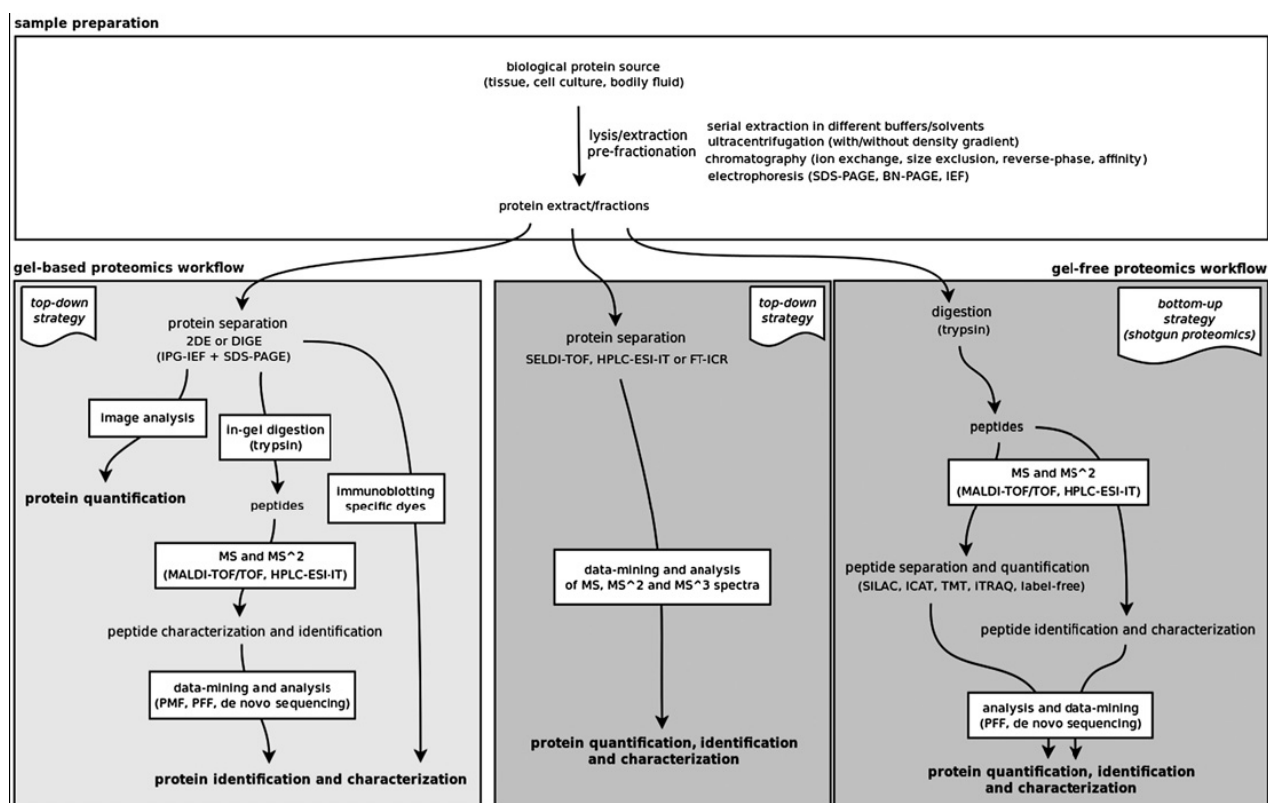 sample preparation
biological protein source
(tissue, cell culture, bodily fluid)
lysis/extraction
pre-fractionation
serial extraction in different buffers/solvents
ultracentrifugation (with/without density gradient)
chromatography (ion exchange, size exclusion, reverse-phase, affinity)
electrophoresis (SDS-PAGE, BN-PAGE, IEF)
protein extract/fractions
gel-based proteomics workflow
top-down
strategy
protein separation
2DE or DIGE
(IPG-IEF + SDS-PAGE)
image analysis
in-gel digestion
(trypsin)
protein quantification
peptides
immunoblotting
specific dyes
MS and MS^2
(MALDI-TOF/TOF, HPLC-ESI-IT)
peptide characterization and identification
data-mining and analysis
(PMF, PFF, de novo sequencing)
protein identification and characterization
top-down
strategy
protein separation
SELDI-TOF, HPLC-ESI-IT or FT-ICR
data-mining and analysis
of MS, MS^2 and MS^3 spectra
protein quantification, identification
and characterization
gel-free proteomics workflow
bottom-up
strategy
(shotgun proteomics)
digestion
(trypsin)
peptides
MS and MS^2
(MALDI-TOF/TOF, HPLC-ESI-IT)
peptide separation and quantification
(SILAC, ICAT, TMT, iTRAQ, label-free)
peptide identification and characterization
analysis and data-mining
(PFF, de novo sequencing)
protein quantification, identification
and characterization